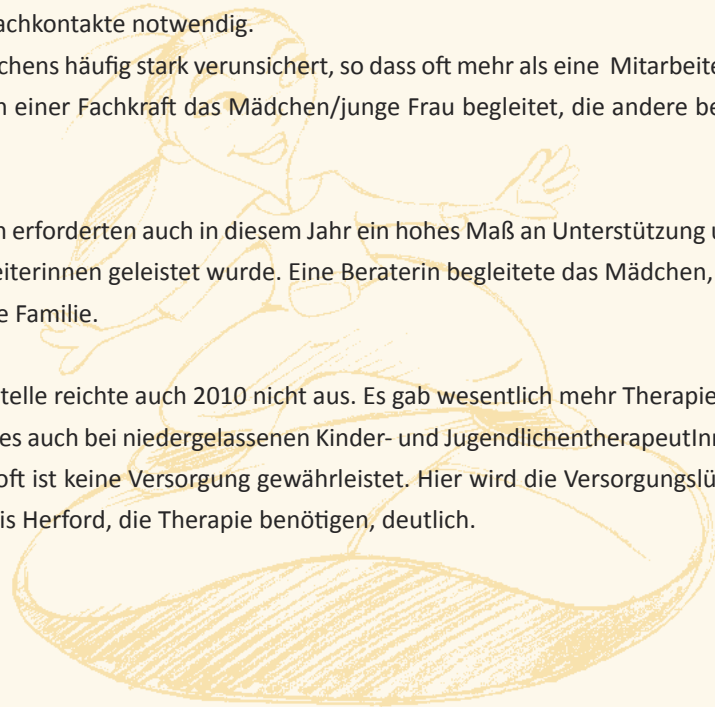 achkontakte notwendig.
chens häufig stark verunsichert, so dass oft mehr als eine Mitarbeite
n einer Fachkraft das Mädchen/junge Frau begleitet, die andere be
n erforderten auch in diesem Jahr ein hohes Maß an Unterstützung u
eiterinnen geleistet wurde. Eine Beraterin begleitete das Mädchen,
e Familie.
telle reichte auch 2010 nicht aus. Es gab wesentlich mehr Therapie
es auch bei niedergelassenen Kinder- und JugendlichentherapeutInn
oft ist keine Versorgung gewährleistet. Hier wird die Versorgungslü
is Herford, die Therapie benötigen, deutlich.